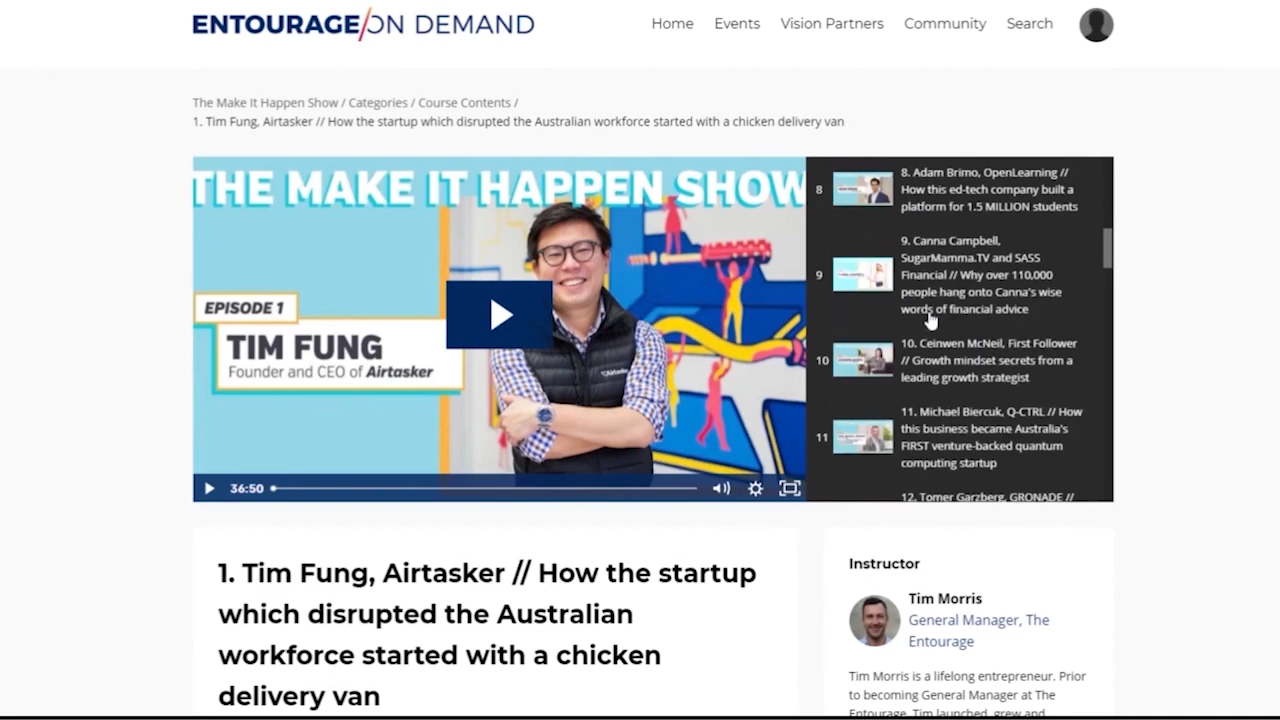 ENTOURAGE/ON DEMAND
Home
Events
Vision Partners
Community
Search
The Make It Happen Show / Categories / Course Contents /
1. Tim Fung, Airtasker // How the startup which disrupted the Australian workforce started with a chicken delivery van
THE MAKE IT HAPPEN SHOW
EPISODE 1
TIM FUNG
Founder and CEO of Airtasker
Airtasker
36:50
8
8. Adam Brimo, OpenLearning //
How this ed-tech company built a
platform for 1.5 MILLION students
9
9. Canna Campbell,
SugarMamma.TV and SASS
Financial // Why over 110,000
people hang onto Canna's wise
words of financial advice
10
10. Ceinwen McNeil, First Follower
// Growth mindset secrets from a
leading growth strategist
11
11. Michael Biercuk, Q-CTRL // How
this business became Australia's
FIRST venture-backed quantum
computing startup
12. Tomer Garzberg, GRONADE //
1. Tim Fung, Airtasker // How the startup
which disrupted the Australian
workforce started with a chicken
delivery van
Instructor
Tim Morris
General Manager, The
Entourage
Tim Morris is a lifelong entrepreneur. Prior
to becoming General Manager at The
Entourage, Tim launched, grew and